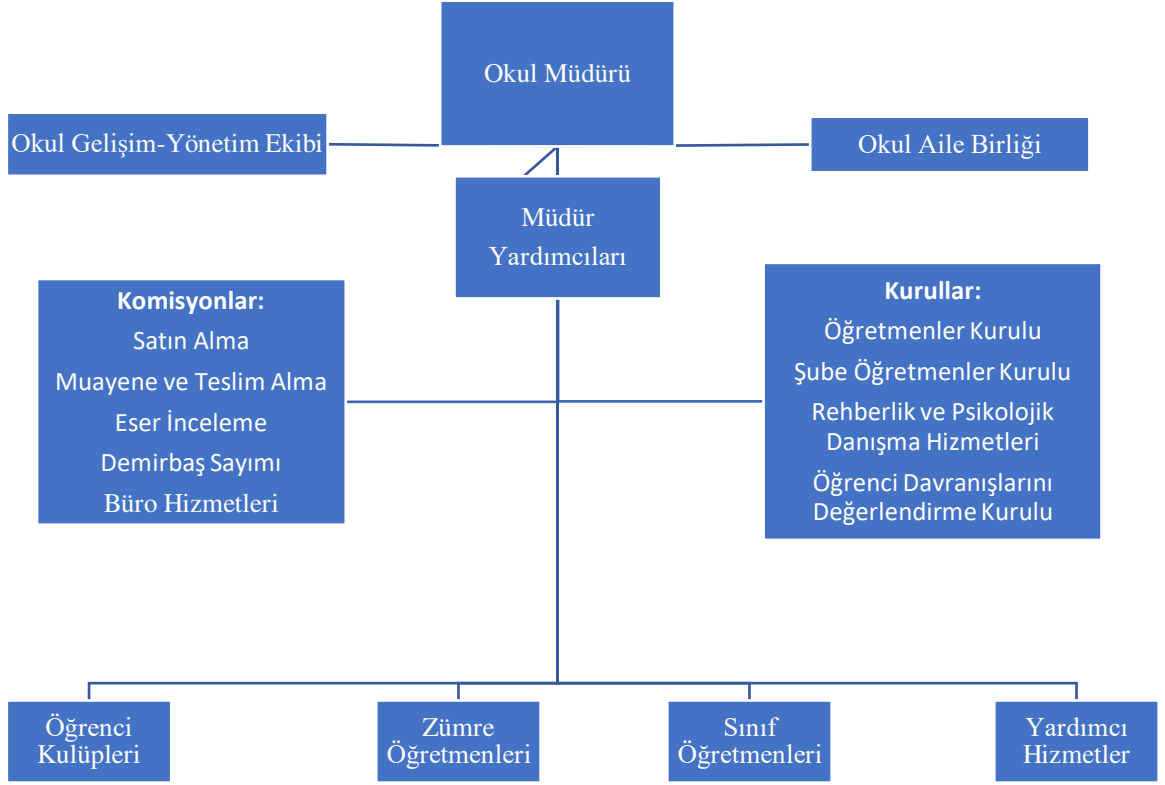 Okul Müdürü
Okul Gelişim-Yönetim Ekibi
Okul Aile Birliği
Müdür
Yardımcıları
Komisyonlar:
Satın Alma
Muayene ve Teslim Alma
Eser İnceleme
Demirbaş Sayımı
Büro Hizmetleri
Kurullar:
Öğretmenler Kurulu
Şube Öğretmenler Kurulu
Rehberlik ve Psikolojik
Danışma Hizmetleri
Öğrenci Davranışlarını
Değerlendirme Kurulu
Öğrenci
Kulüpleri
Zümre
Öğretmenleri
Sınıf
Öğretmenleri
Yardımcı
Hizmetler